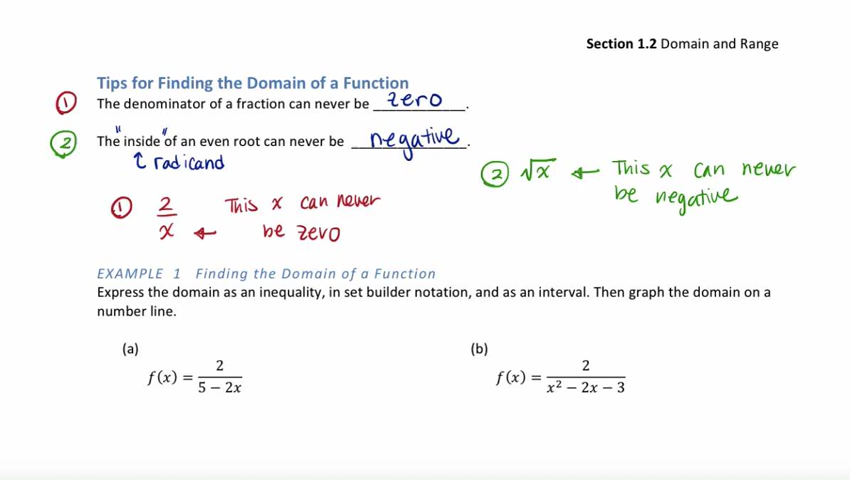 Section 1.2 Domain and Range
Tips for Finding the Domain of a Function
① The denominator of a fraction can never be zero.
② The "inside" of an even root can never be negative.
↑ radicand
② √x ← This x can never
be negative
① 2/x ← This x can never
be zero
EXAMPLE 1 Finding the Domain of a Function
Express the domain as an inequality, in set builder notation, and as an interval. Then graph the domain on a
number line.
(a)
f(x) = 2/(5 − 2x)
(b)
f(x) = 2/(x² − 2x − 3)